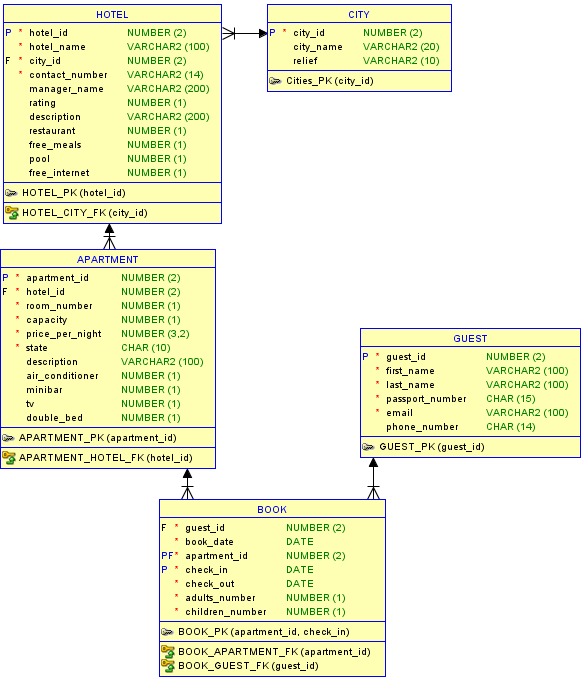 HOTEL
P * hotel_id NUMBER (2)
* hotel_name VARCHAR2 (100)
F * city_id NUMBER (2)
* contact_number VARCHAR2 (14)
manager_name VARCHAR2 (200)
rating NUMBER (1)
description VARCHAR2 (200)
restaurant NUMBER (1)
free_meals NUMBER (1)
pool NUMBER (1)
free_internet NUMBER (1)
HOTEL_PK (hotel_id)
HOTEL_CITY_FK (city_id)
CITY
P * city_id NUMBER (2)
city_name VARCHAR2 (20)
relief VARCHAR2 (10)
Cities_PK (city_id)
APARTMENT
P * apartment_id NUMBER (2)
F * hotel_id NUMBER (2)
* room_number NUMBER (1)
* capacity NUMBER (1)
* price_per_night NUMBER (3,2)
* state CHAR (10)
description VARCHAR2 (100)
air_conditioner NUMBER (1)
minibar NUMBER (1)
tv NUMBER (1)
double_bed NUMBER (1)
APARTMENT_PK (apartment_id)
APARTMENT_HOTEL_FK (hotel_id)
GUEST
P * guest_id NUMBER (2)
* first_name VARCHAR2 (100)
* last_name VARCHAR2 (100)
* passport_number CHAR (15)
* email VARCHAR2 (100)
phone_number CHAR (14)
GUEST_PK (guest_id)
BOOK
F * guest_id NUMBER (2)
* book_date DATE
PF * apartment_id NUMBER (2)
P * check_in DATE
* check_out DATE
* adults_number NUMBER (1)
* children_number NUMBER (1)
BOOK_PK (apartment_id, check_in)
BOOK_APARTMENT_FK (apartment_id)
BOOK_GUEST_FK (guest_id)